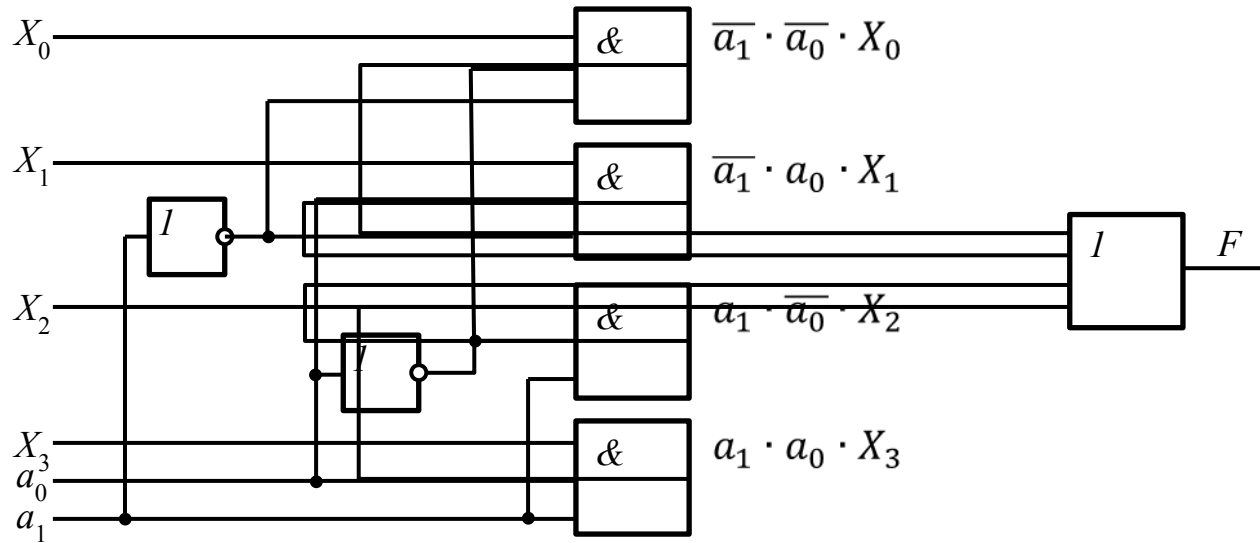 X₀
&
a̅₁ · a̅₀ · X₀
X₁
&
a̅₁ · a₀ · X₁
1
1
F
X₂
&
a₁ · a̅₀ · X₂
1
X₃
&
a₁ · a₀ · X₃
a₀
a₁